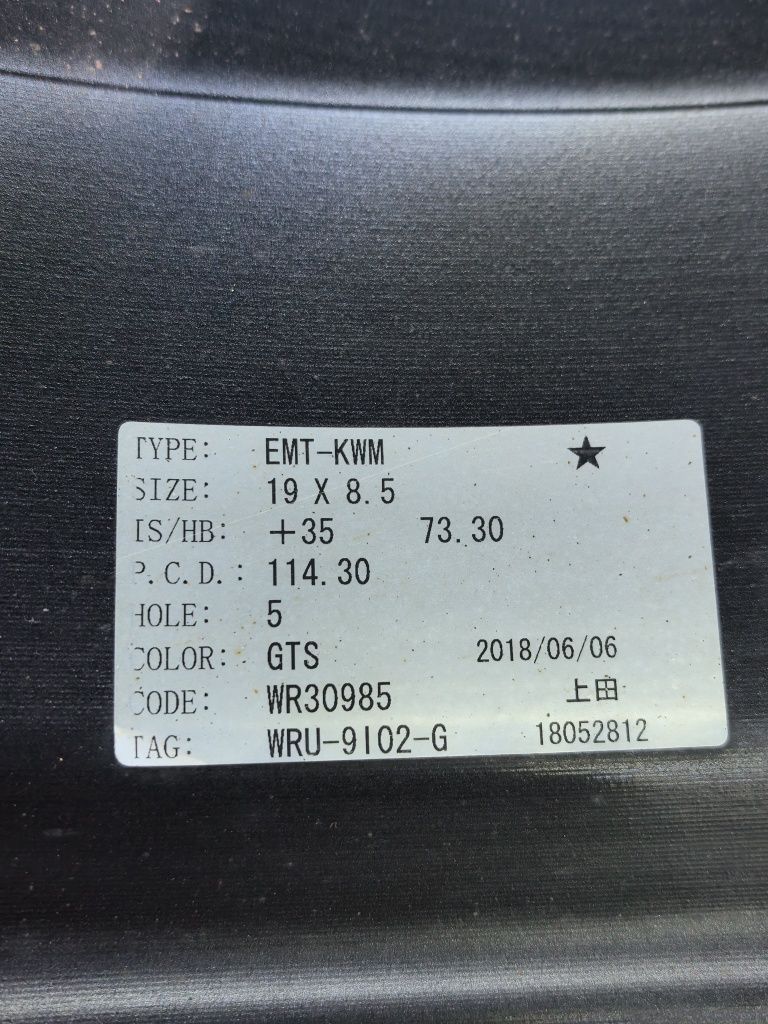 TYPE: EMT-KWM ★
SIZE: 19 X 8.5
IS/HB: +35 73.30
P.C.D.: 114.30
HOLE: 5
COLOR: GTS 2018/06/06
CODE: WR30985 上田
TAG: WRU-9I02-G 18052812